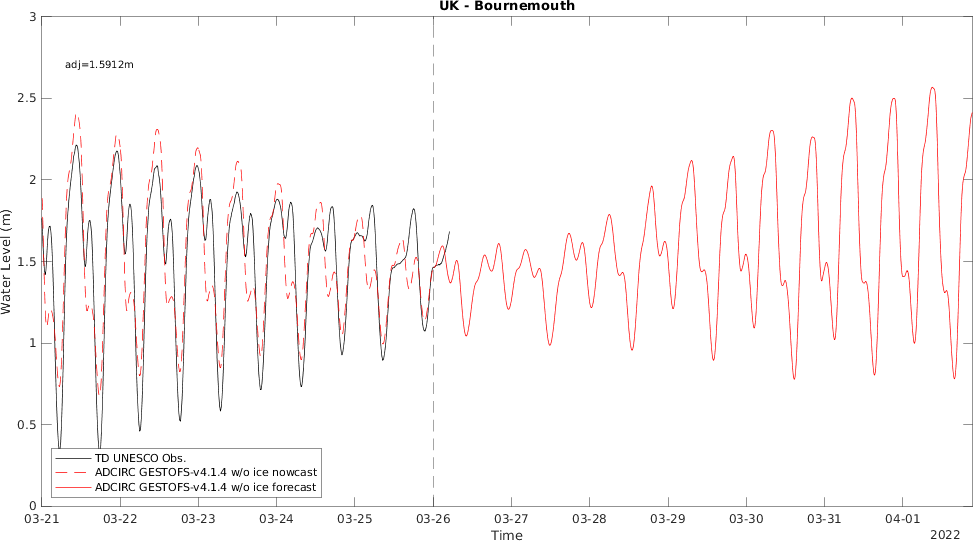 UK - Bournemouth
adj=1.5912m
Water Level (m)
3
2.5
2
1.5
1
0.5
0
TD UNESCO Obs.
ADCIRC GESTOFS-v4.1.4 w/o ice nowcast
ADCIRC GESTOFS-v4.1.4 w/o ice forecast
03-21 03-22 03-23 03-24 03-25 03-26 03-27 03-28 03-29 03-30 03-31 04-01
Time
2022